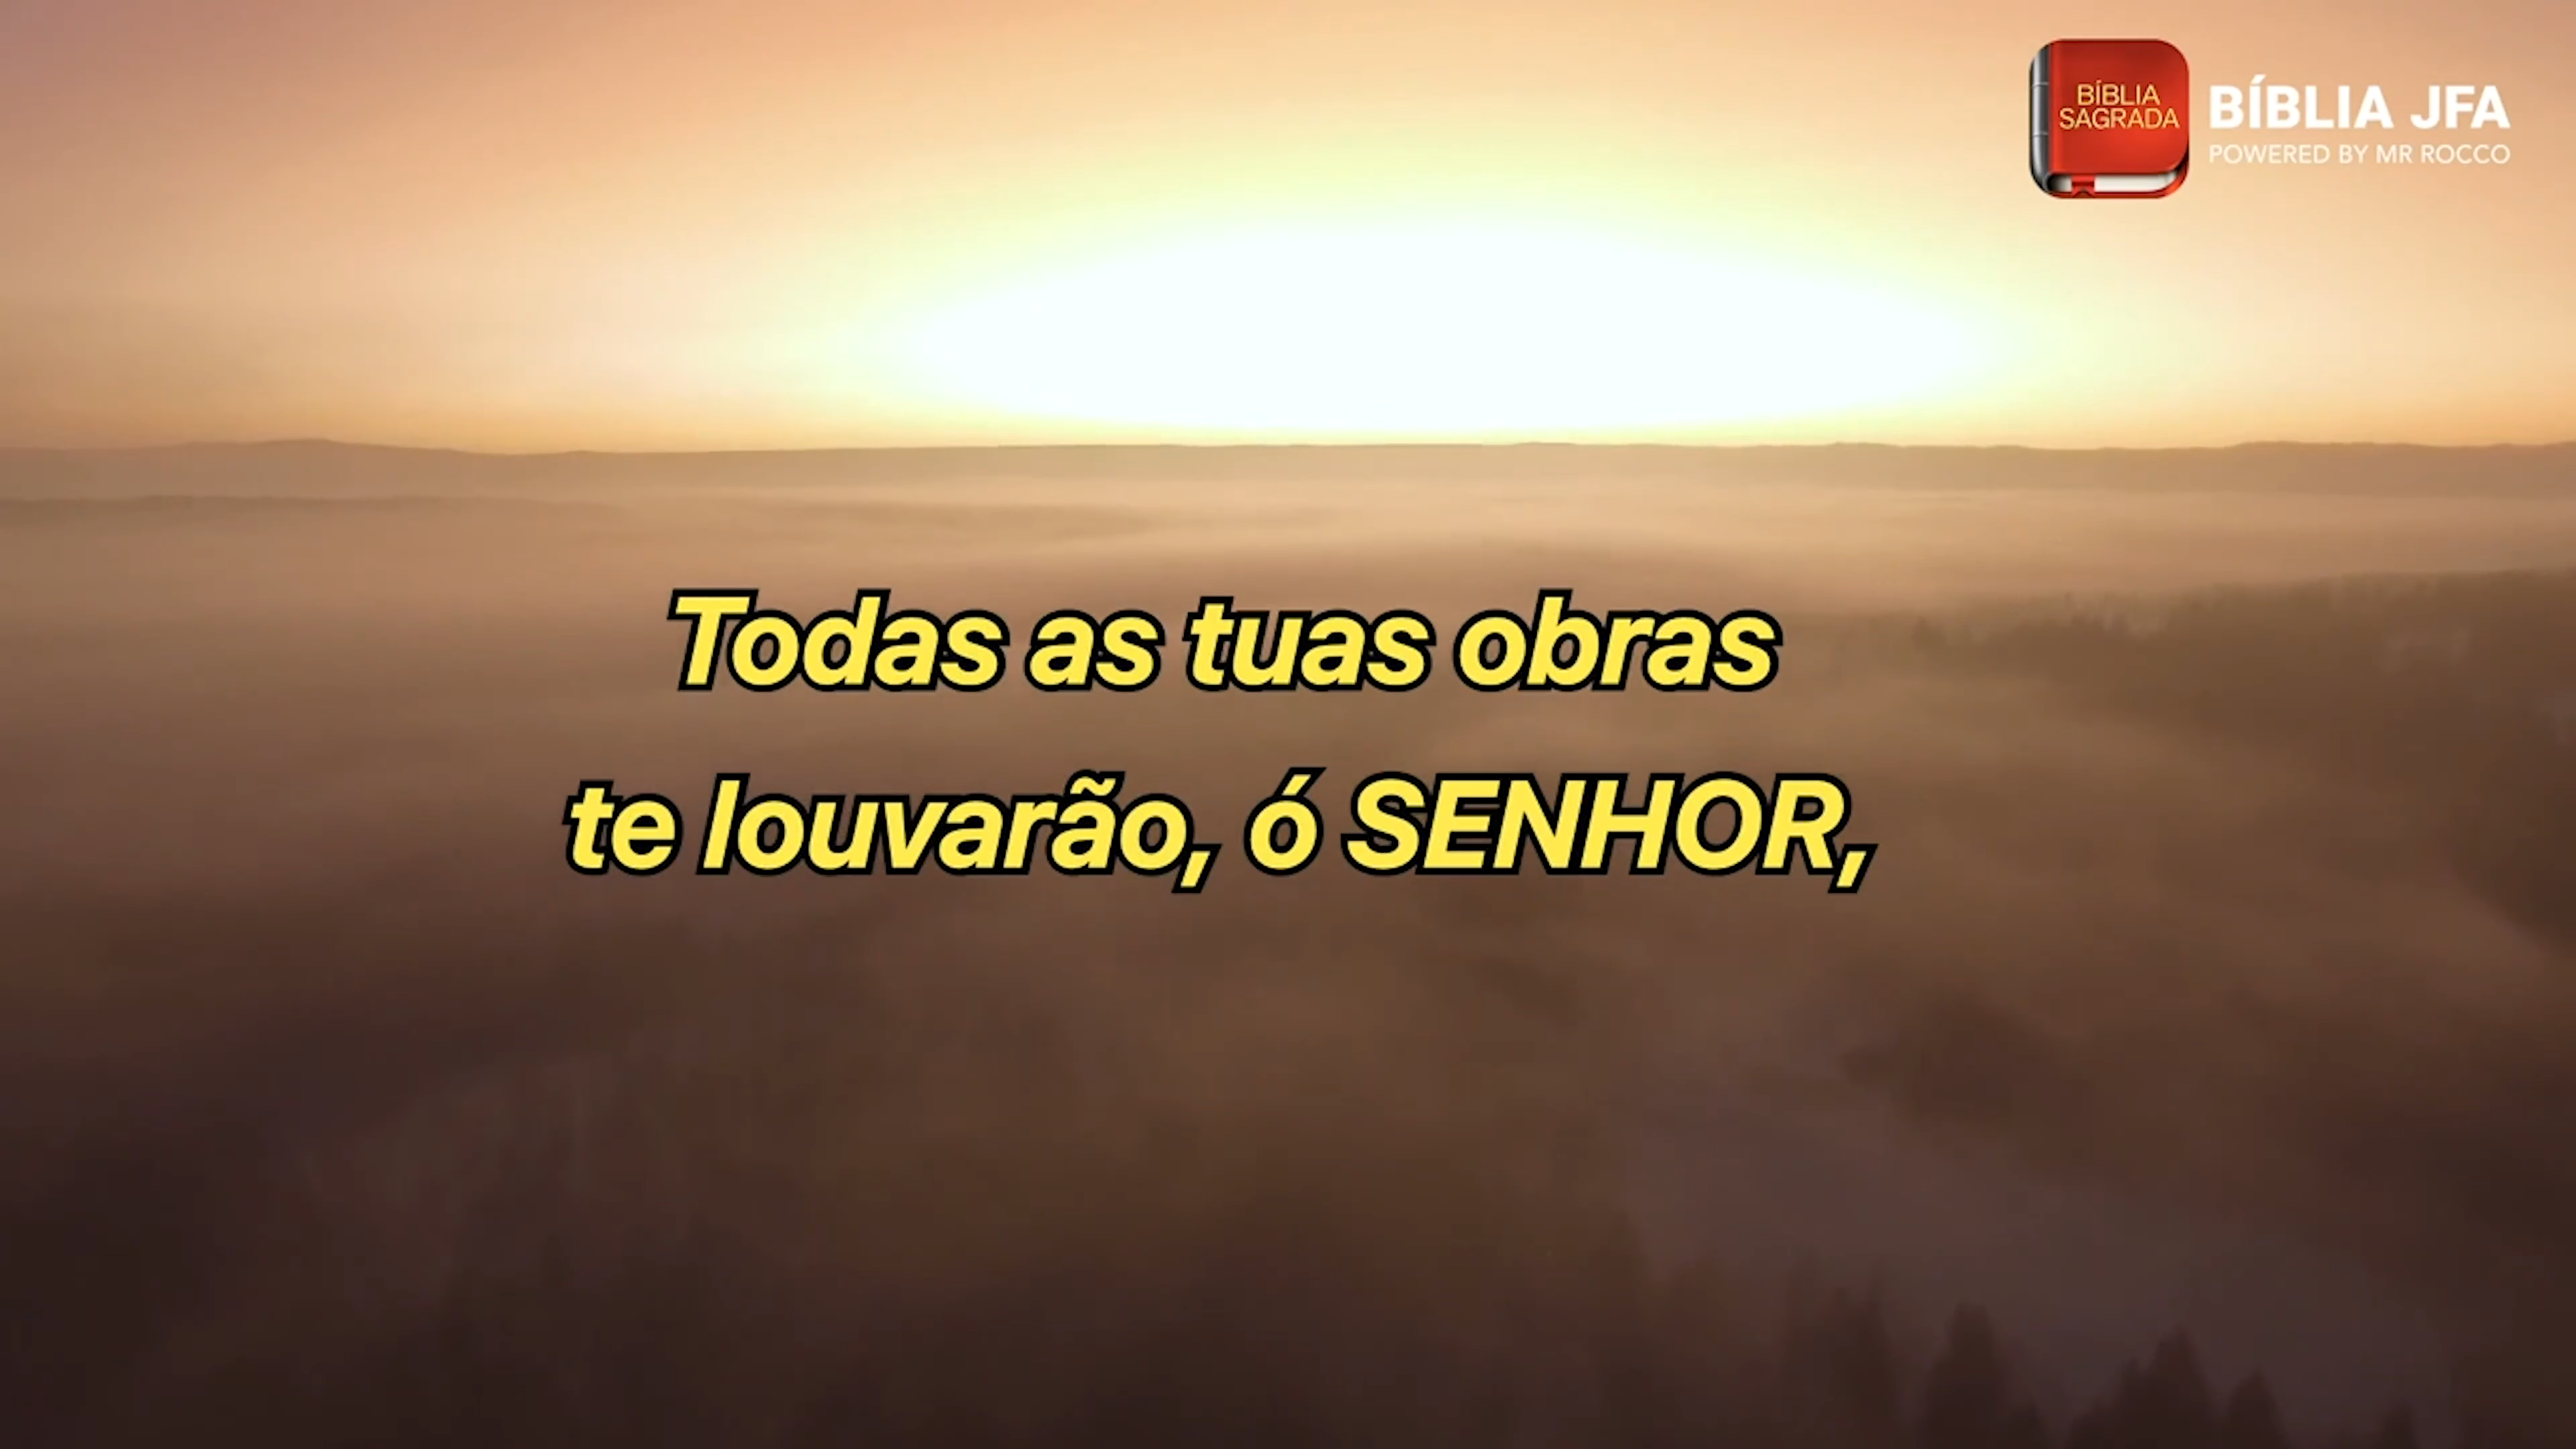 BÍBLIA
SAGRADA
BÍBLIA JFA
POWERED BY MR ROCCO
Todas as tuas obras
te louvarão, ó SENHOR,